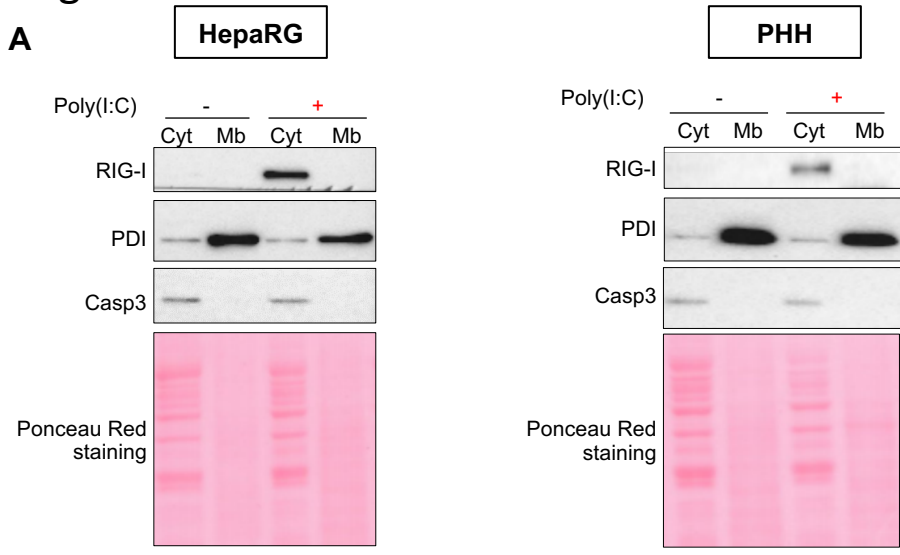 A
HepaRG
Poly(I:C) - +
Cyt Mb Cyt Mb
RIG-I
PDI
Casp3
Ponceau Red
staining
PHH
Poly(I:C) - +
Cyt Mb Cyt Mb
RIG-I
PDI
Casp3
Ponceau Red
staining